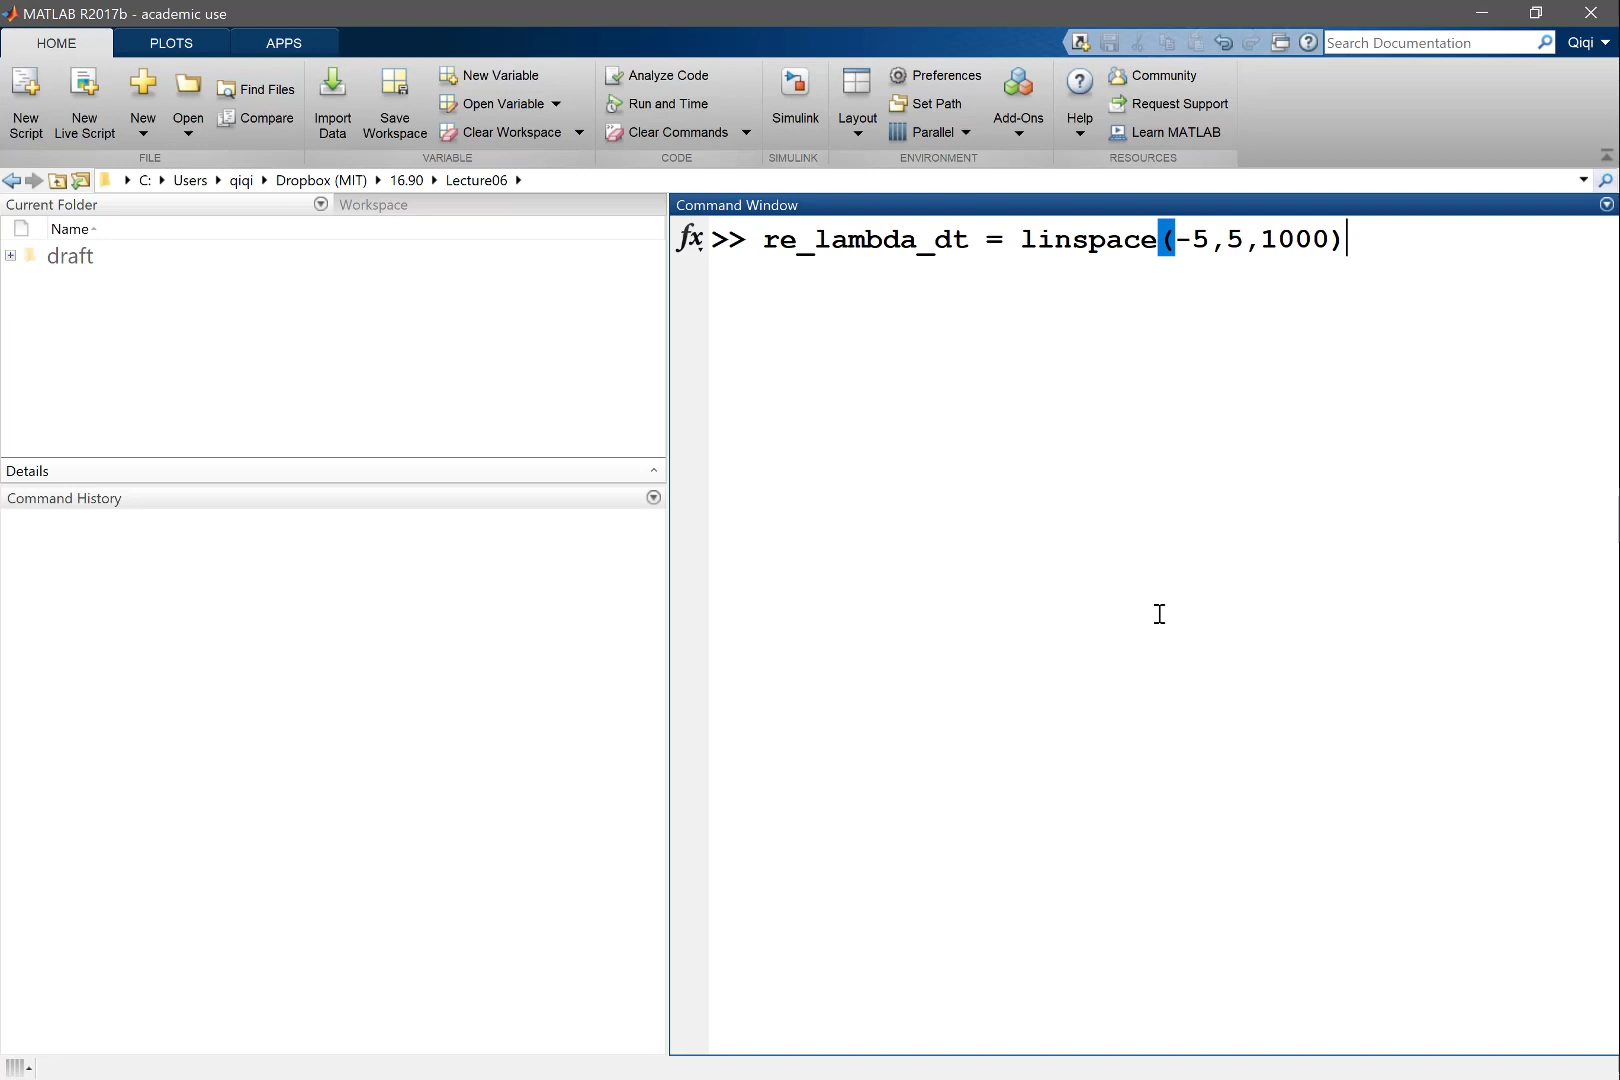 MATLAB R2017b - academic use
HOME
PLOTS
APPS
Search Documentation
Qiqi
New Script
New Live Script
New
Open
Find Files
Compare
FILE
Import Data
Save Workspace
New Variable
Open Variable
Clear Workspace
VARIABLE
Analyze Code
Run and Time
Clear Commands
CODE
Simulink
SIMULINK
Layout
Preferences
Set Path
Parallel
Add-Ons
ENVIRONMENT
Help
Community
Request Support
Learn MATLAB
RESOURCES
C: Users qiqi Dropbox (MIT) 16.90 Lecture06
Current Folder
Workspace
Name
draft
Details
Command History
Command Window
fx >> re_lambda_dt = linspace(-5,5,1000)